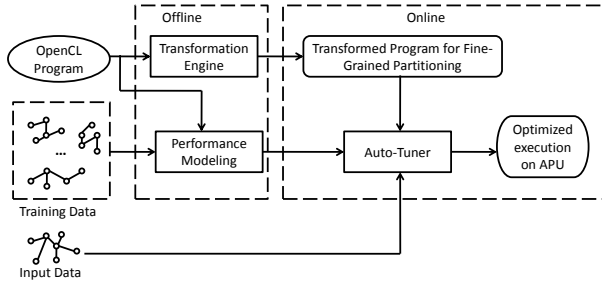 Offline
Online
OpenCL
Program
Transformation
Engine
Transformed Program for Fine-
Grained Partitioning
...
Training Data
Performance
Modeling
Auto-Tuner
Optimized
execution
on APU
Input Data